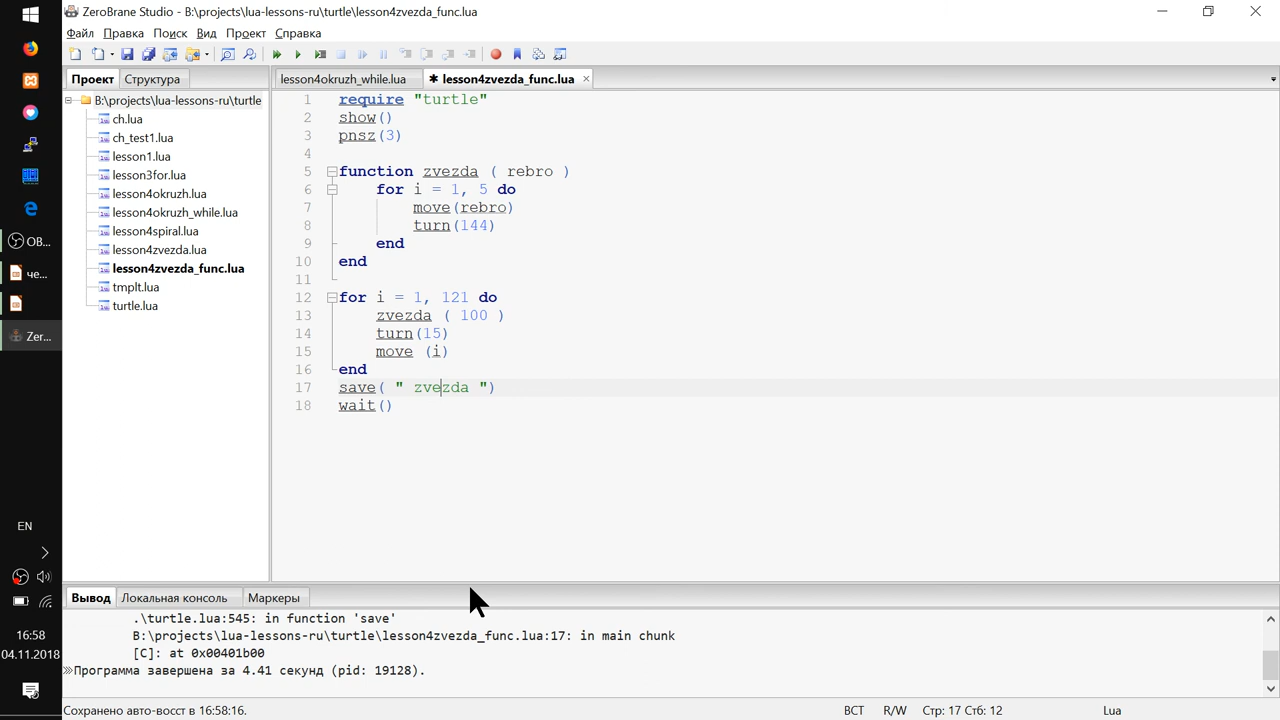 ZeroBrane Studio - B:\projects\lua-lessons-ru\turtle\lesson4zvezda_func.lua
Файл Правка Поиск Вид Проект Справка
Проект Структура
lesson4okruzh_while.lua ✱ lesson4zvezda_func.lua ×
B:\projects\lua-lessons-ru\turtle
ch.lua
ch_test1.lua
lesson1.lua
lesson3for.lua
lesson4okruzh.lua
lesson4okruzh_while.lua
lesson4spiral.lua
lesson4zvezda.lua
lesson4zvezda_func.lua
tmplt.lua
turtle.lua
1 require "turtle"
2 show()
3 pnsz(3)
4
5 function zvezda ( rebro )
6 for i = 1, 5 do
7 move(rebro)
8 turn(144)
9 end
10 end
11
12 for i = 1, 121 do
13 zvezda ( 100 )
14 turn(15)
15 move (i)
16 end
17 save( " zvezda ")
18 wait()
OB...
че...
Zer...
EN
16:58
04.11.2018
Вывод Локальная консоль Маркеры
.\turtle.lua:545: in function 'save'
B:\projects\lua-lessons-ru\turtle\lesson4zvezda_func.lua:17: in main chunk
[C]: at 0x00401b00
Программа завершена за 4.41 секунд (pid: 19128).
Сохранено авто-восст в 16:58:16. ВСТ R/W Стр: 17 Стб: 12 Lua